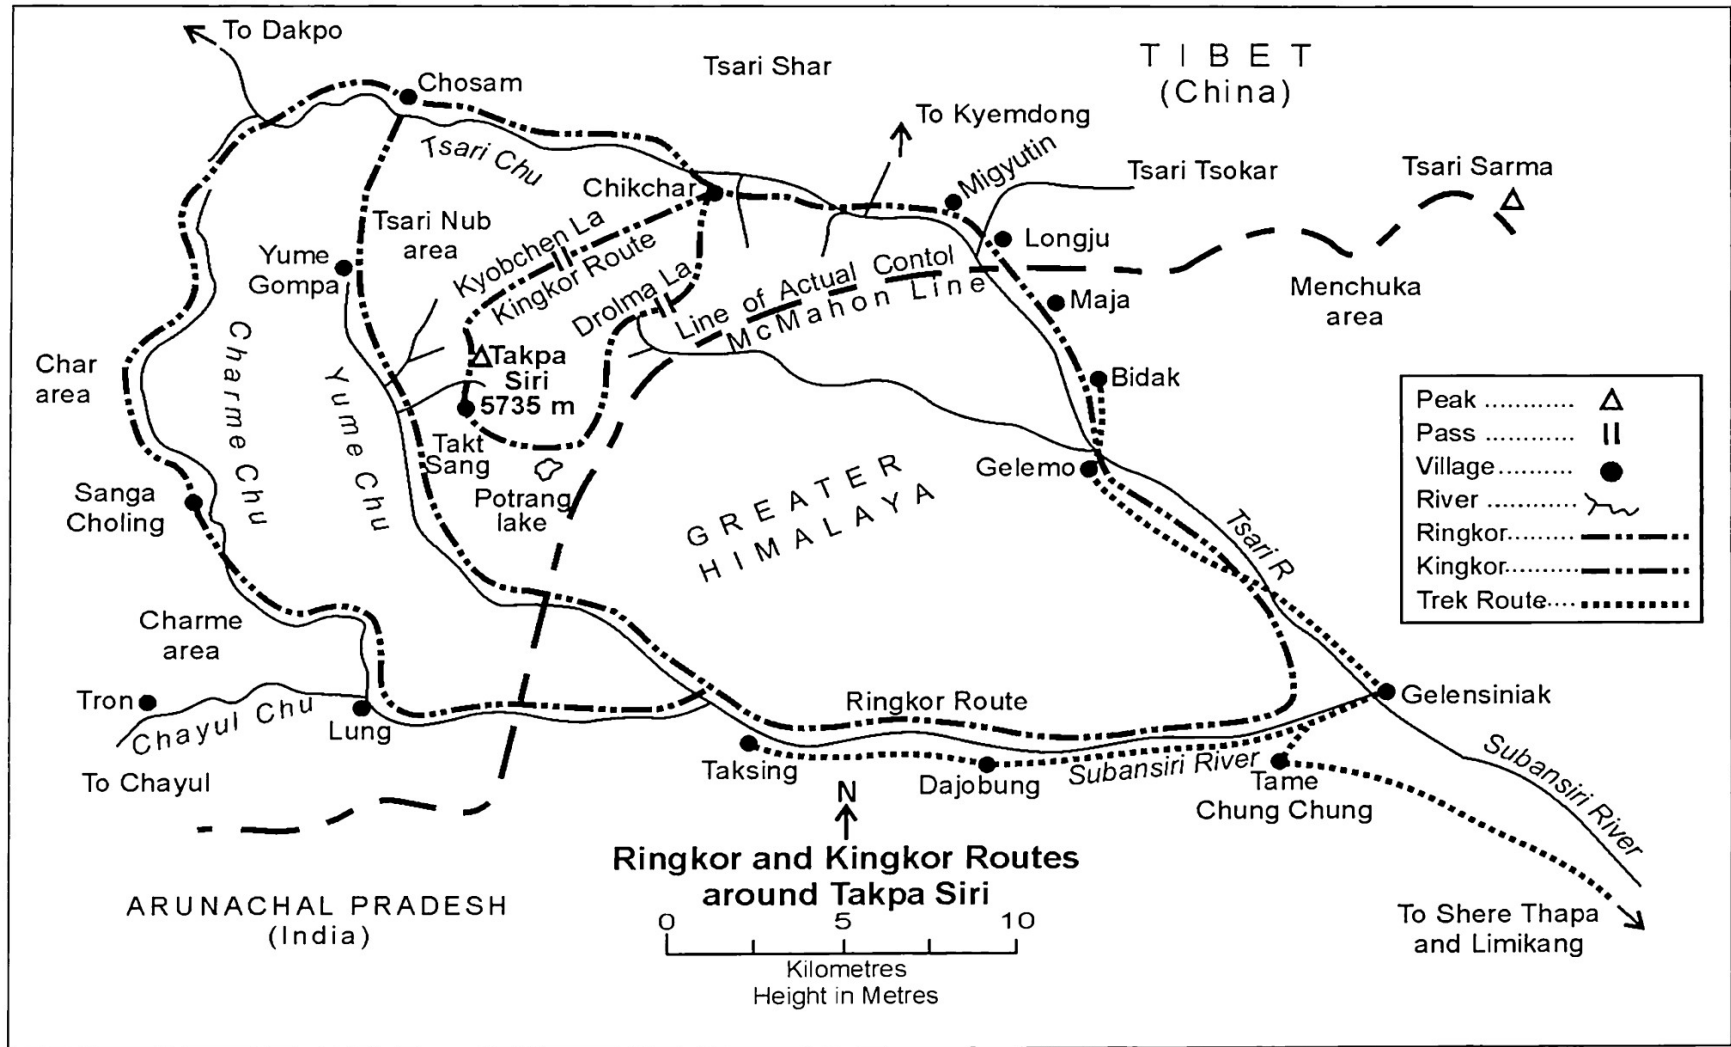 To Dakpo
Tsari Shar
T I B E T
(China)
Chosam
To Kyemdong
Tsari Chu
Migyutin
Tsari Tsokar
Tsari Sarma
Chikchar
Tsari Nub
area
Kyobchen La
Kingkor Route
Yume
Gompa
Longju
Drolma La
Line of Actual Contol
McMahon Line
Menchuka
area
Maja
Char
area
Charme Chu
Yume Chu
Takpa
Siri
5735 m
Bidak
Takt
Sang
Potrang
lake
Gelemo
Sanga
Choling
GREATER
HIMALAYA
Tsari R
Peak ............
Pass ............
Village..........
River ............
Ringkor..........
Kingkor..........
Trek Route....
Charme
area
Tron
Chayul Chu
Lung
To Chayul
Ringkor Route
Gelensiniak
Taksing
Dajobung
Subansiri River
Tame
Chung Chung
Subansiri River
N
Ringkor and Kingkor Routes
around Takpa Siri
0 5 10
Kilometres
Height in Metres
ARUNACHAL PRADESH
(India)
To Shere Thapa
and Limikang